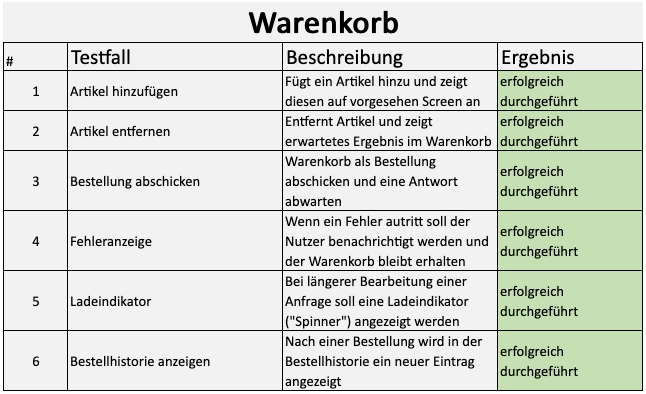 Warenkorb
# Testfall Beschreibung Ergebnis
1 Artikel hinzufügen Fügt ein Artikel hinzu und zeigt
diesen auf vorgesehen Screen an erfolgreich
durchgeführt
2 Artikel entfernen Entfernt Artikel und zeigt
erwartetes Ergebnis im Warenkorb erfolgreich
durchgeführt
3 Bestellung abschicken Warenkorb als Bestellung
abschicken und eine Antwort
abwarten erfolgreich
durchgeführt
4 Fehleranzeige Wenn ein Fehler autritt soll der
Nutzer benachrichtigt werden und
der Warenkorb bleibt erhalten erfolgreich
durchgeführt
5 Ladeindikator Bei längerer Bearbeitung einer
Anfrage soll eine Ladeindikator
("Spinner") angezeigt werden erfolgreich
durchgeführt
6 Bestellhistorie anzeigen Nach einer Bestellung wird in der
Bestellhistorie ein neuer Eintrag
angezeigt erfolgreich
durchgeführt